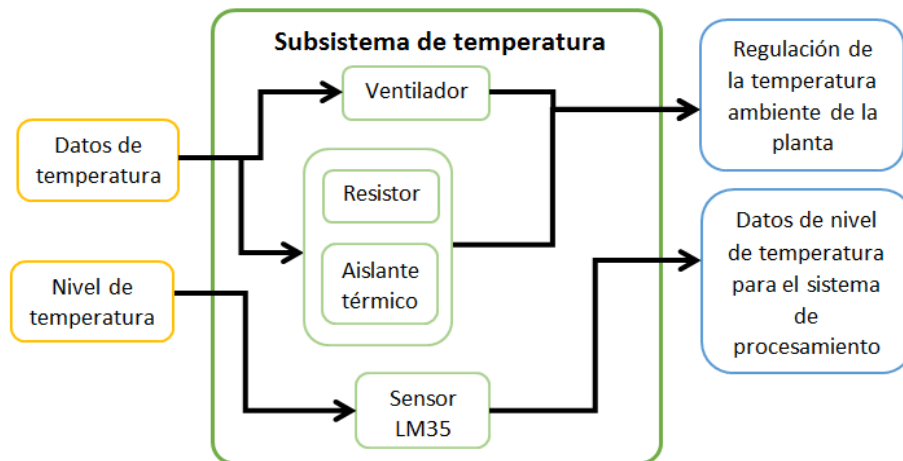 Subsistema de temperatura
Datos de
temperatura
Nivel de
temperatura
Ventilador
Resistor
Aislante
térmico
Sensor
LM35
Regulación de
la temperatura
ambiente de la
planta
Datos de nivel
de temperatura
para el sistema
de
procesamiento